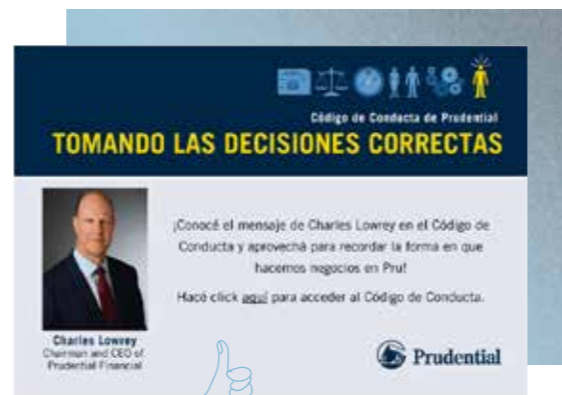 Código de Conducta de Prudential
TOMANDO LAS DECISIONES CORRECTAS
¡Conocé el mensaje de Charles Lowrey en el Código de
Conducta y aprovechá para recordar la forma en que
hacemos negocios en Pru!
Hacé click aquí para acceder al Código de Conducta.
Charles Lowrey
Chairman and CEO of
Prudential Financial
Prudential